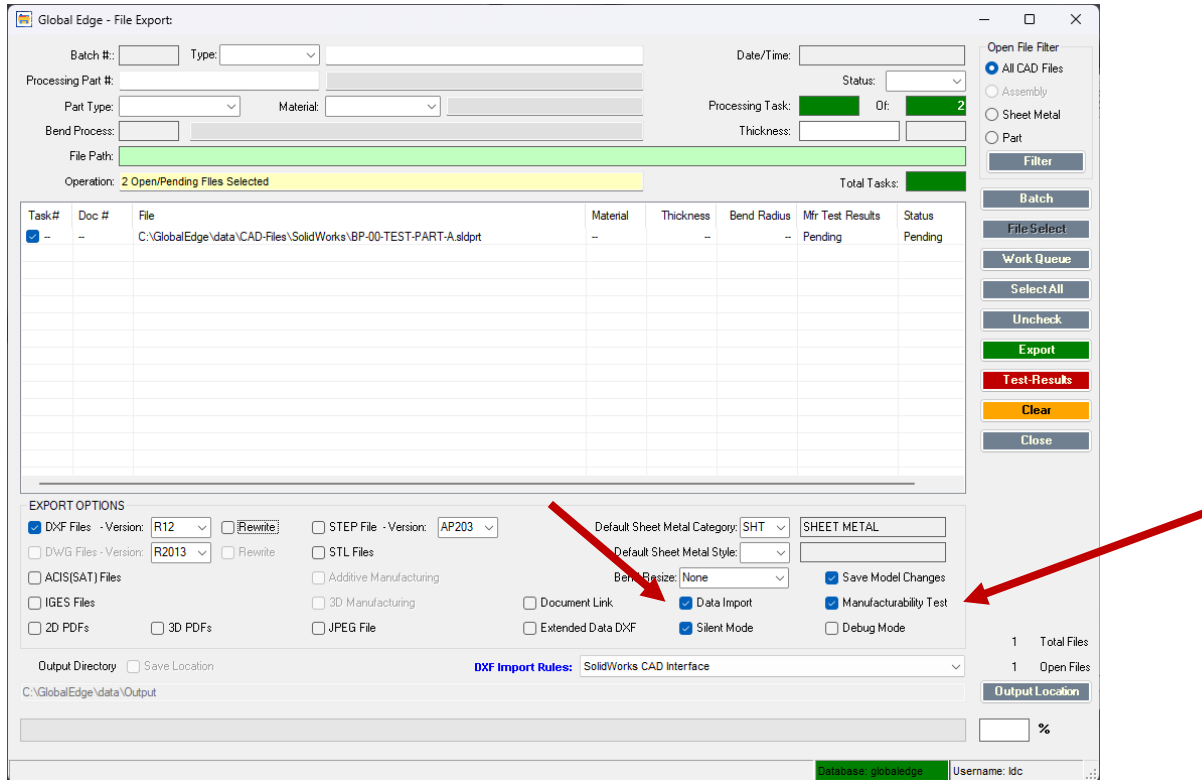 Global Edge - File Export:
Batch #:: Type: Date/Time:
Processing Part #: Status:
Part Type: Material: Processing Task: Of: 2
Bend Process: Thickness:
File Path:
Operation: 2 Open/Pending FIles Selected Total Tasks:
Open File Filter
All CAD Files
Assembly
Sheet Metal
Part
Filter
Batch
File Select
Work Queue
Select All
Uncheck
Export
Test-Results
Clear
Close
Task# Doc # File Material Thickness Bend Radius Mfr Test Results Status
-- -- C:\GlobalEdge\data\CAD-Files\SolidWorks\BP-00-TEST-PART-A.sldprt -- -- -- Pending Pending
EXPORT OPTIONS
DXF Files - Version: R12 Rewrite STEP File - Version: AP203 Default Sheet Metal Category: SHT SHEET METAL
DWG Files - Version: R2013 Rewrite STL Files Default Sheet Metal Style:
ACIS(SAT) Files Additive Manufacturing Bend Resize: None Save Model Changes
IGES Files 3D Manufacturing Document Link Data Import Manufacturability Test
2D PDFs 3D PDFs JPEG File Extended Data DXF Silent Mode Debug Mode
1 Total Files
Output Directory Save Location DXF Import Rules: SolidWorks CAD Interface 1 Open Files
C:\GlobalEdge\data\Output Output Location
%
Database: globaledge Username: ldc